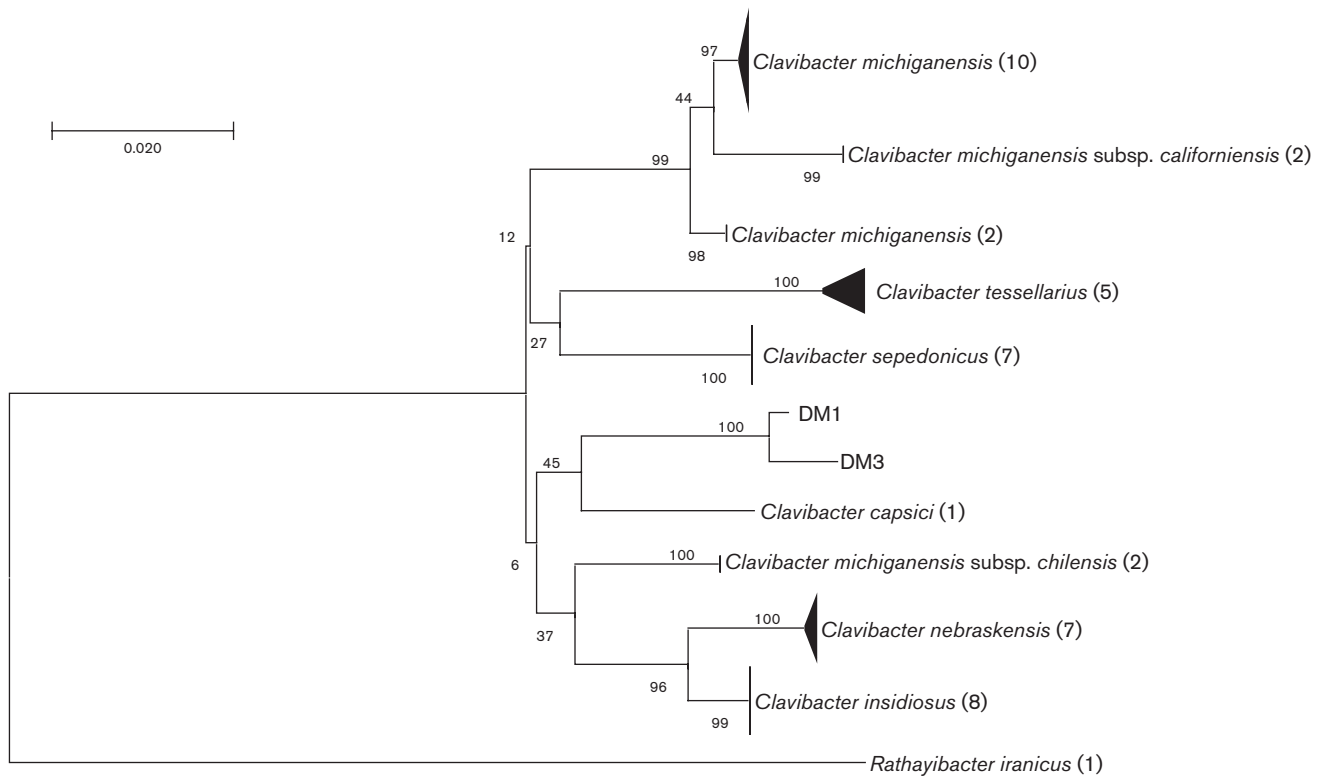 97
Clavibacter michiganensis (10)
44
0.020
Clavibacter michiganensis subsp. californiensis (2)
99
99
12
Clavibacter michiganensis (2)
98
100
Clavibacter tessellarius (5)
27
Clavibacter sepedonicus (7)
100
DM1
100
45
DM3
Clavibacter capsici (1)
100
Clavibacter michiganensis subsp. chilensis (2)
6
100
Clavibacter nebraskensis (7)
37
96
Clavibacter insidiosus (8)
99
Rathayibacter iranicus (1)